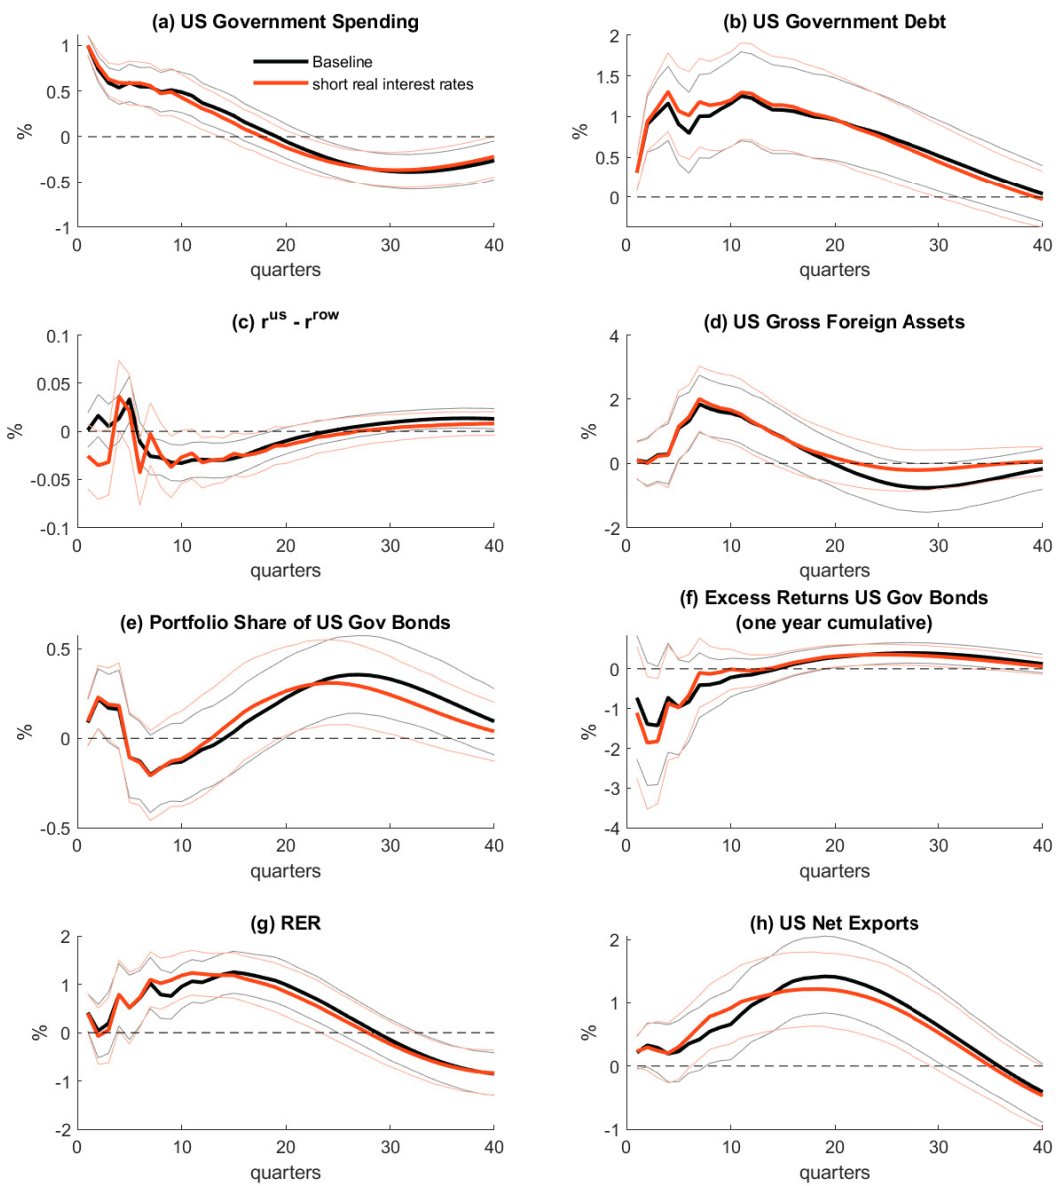 (a) US Government Spending
1
0.5
0
-0.5
-1
%
Baseline
short real interest rates
0 10 20 30 40
quarters
(b) US Government Debt
2
1.5
1
0.5
0
%
0 10 20 30 40
quarters
(c) r^us - r^row
0.1
0.05
0
-0.05
-0.1
%
0 10 20 30 40
quarters
(d) US Gross Foreign Assets
4
2
0
-2
%
0 10 20 30 40
quarters
(e) Portfolio Share of US Gov Bonds
0.5
0
-0.5
%
0 10 20 30 40
quarters
(f) Excess Returns US Gov Bonds
(one year cumulative)
0
-1
-2
-3
-4
%
0 10 20 30 40
quarters
(g) RER
2
1
0
-1
-2
%
0 10 20 30 40
quarters
(h) US Net Exports
2
1
0
-1
%
0 10 20 30 40
quarters